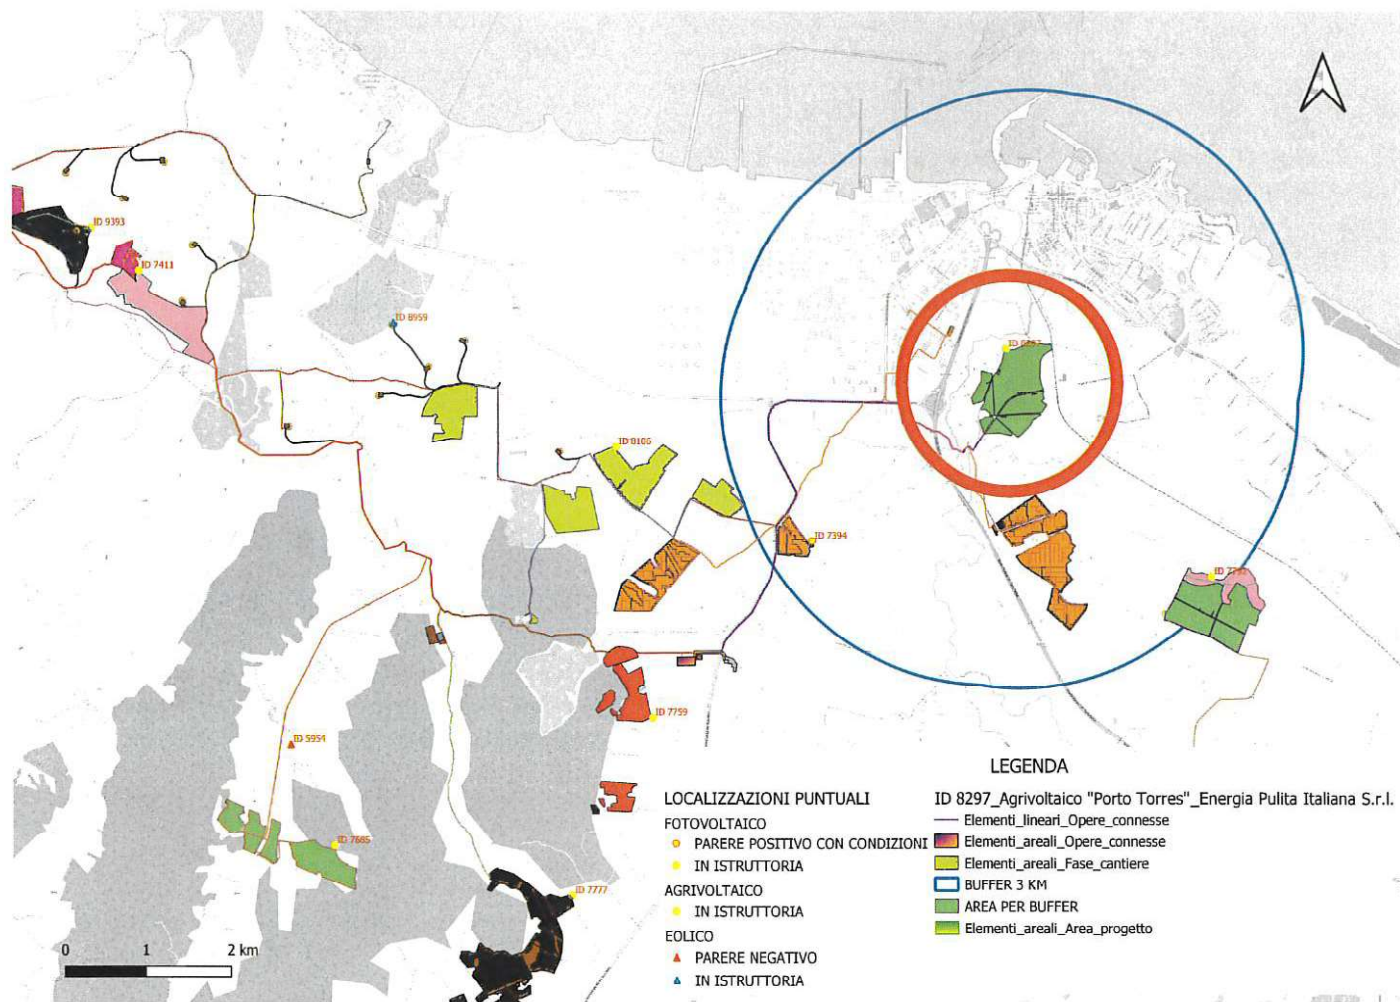 ID 9393
ID 7411
ID 8959
ID 8106
ID 7394
ID 7759
ID 5954
ID 7685
ID 7777
0 1 2 km
LOCALIZZAZIONI PUNTUALI
FOTOVOLTAICO
PARERE POSITIVO CON CONDIZIONI
IN ISTRUTTORIA
AGRIVOLTAICO
IN ISTRUTTORIA
EOLICO
PARERE NEGATIVO
IN ISTRUTTORIA
LEGENDA
ID 8297_Agrivoltaico "Porto Torres"_Energia Pulita Italiana S.r.l.
Elementi_lineari_Opere_connesse
Elementi_areali_Opere_connesse
Elementi_areali_Fase_cantiere
BUFFER 3 KM
AREA PER BUFFER
Elementi_areali_Area_progetto